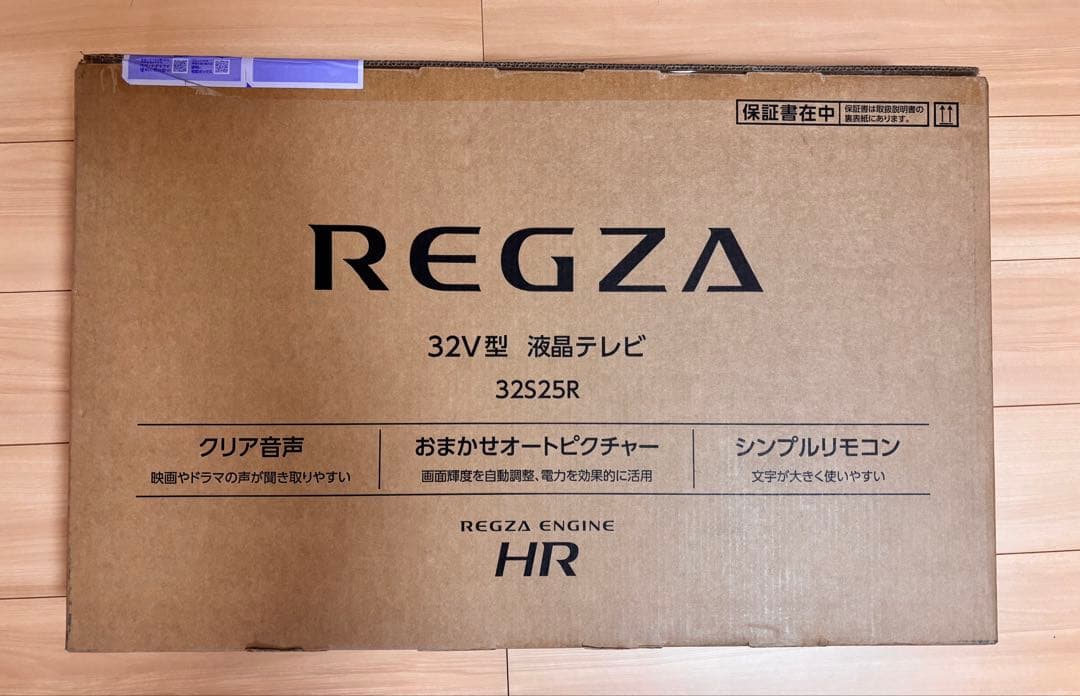 保証書在中
保証書は取扱説明書の
裏表紙にあります。
REGZA
32V型 液晶テレビ
32S25R
クリア音声
映画やドラマの声が聞き取りやすい
おまかせオートピクチャー
画面輝度を自動調整、電力を効果的に活用
シンプルリモコン
文字が大きく使いやすい
REGZA ENGINE
HR